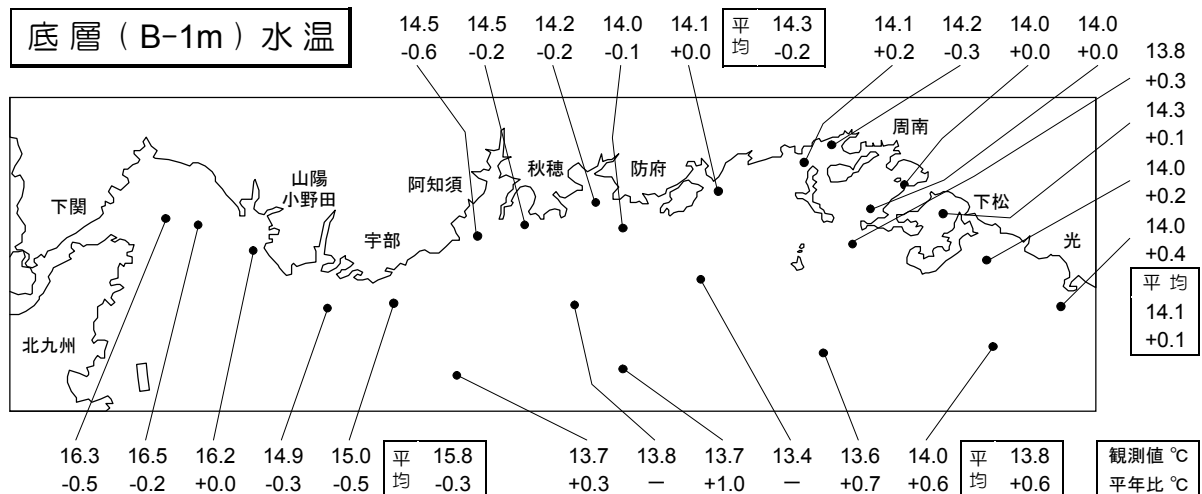 底層（B-1m）水温
14.5 14.5 14.2 14.0 14.1 平均 14.3 14.1 14.2 14.0 14.0
-0.6 -0.2 -0.2 -0.1 +0.0 -0.2 +0.2 -0.3 +0.0 +0.0
13.8
+0.3
14.3
+0.1
14.0
+0.2
14.0
+0.4
平均
14.1
+0.1
周南
秋穂
防府
山陽
小野田
阿知須
下関
下松
宇部
光
北九州
16.3 16.5 16.2 14.9 15.0 平均 15.8 13.7 13.8 13.7 13.4 13.6 14.0 平均 13.8 観測値 ℃
-0.5 -0.2 +0.0 -0.3 -0.5 -0.3 +0.3 － +1.0 － +0.7 +0.6 +0.6 平年比 ℃